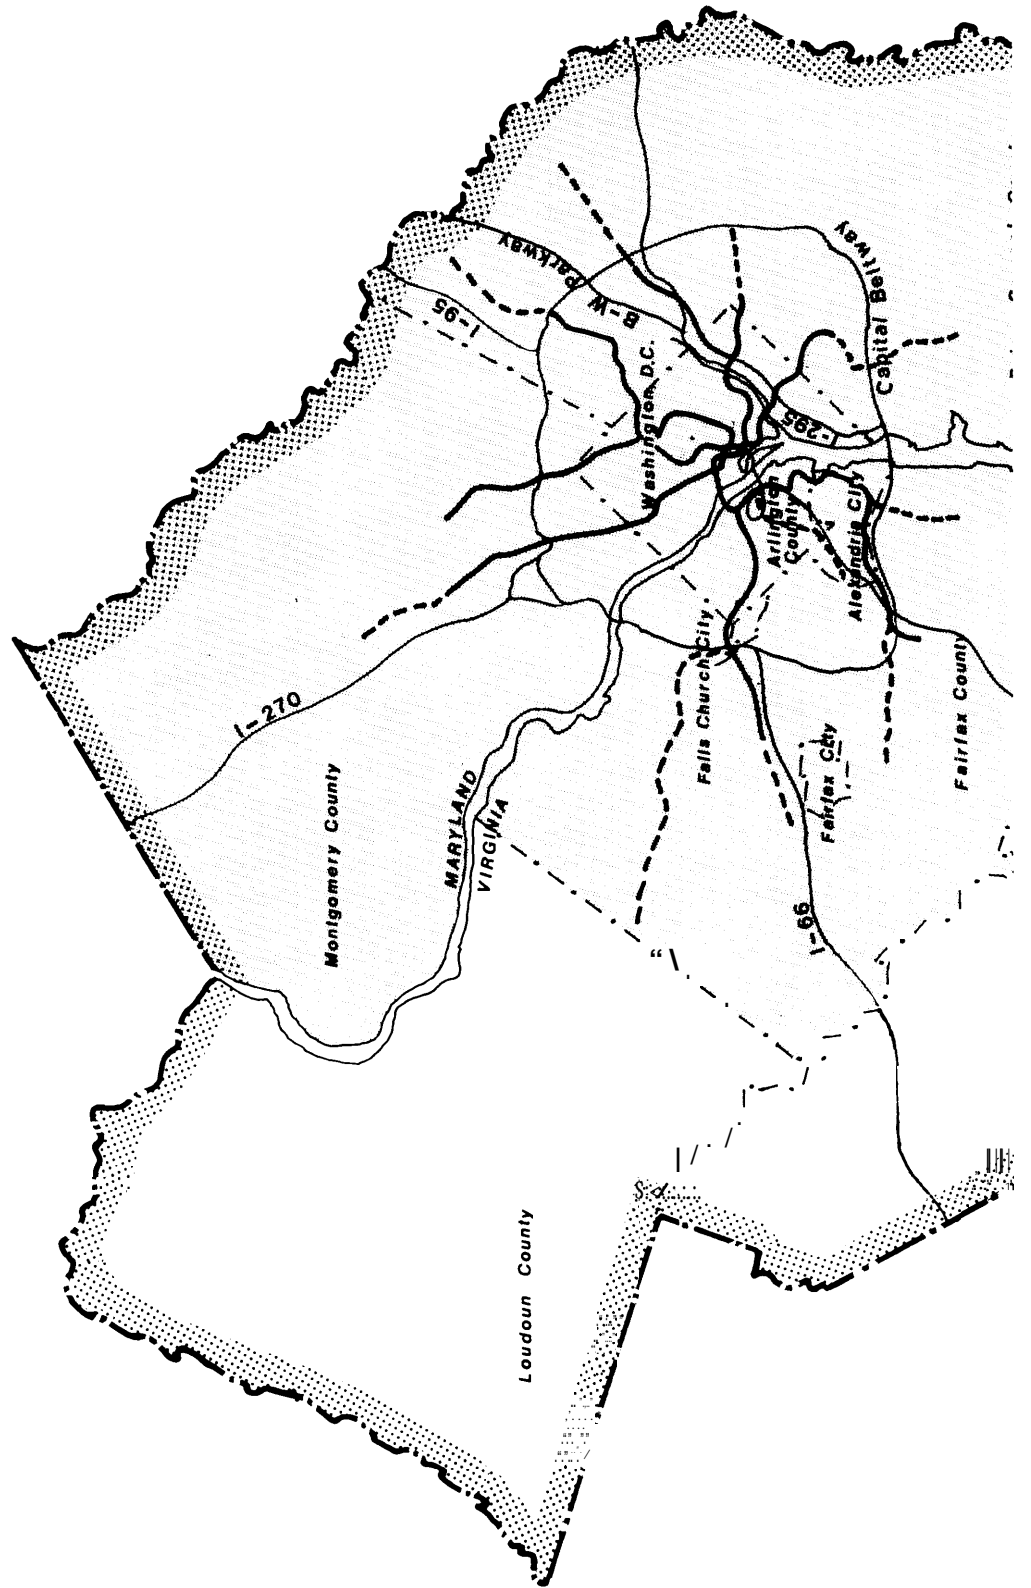 Loudoun County
Montgomery County
I-270
MARYLAND
VIRGINIA
I-95
B-W Parkway
Washington, D.C.
Capital Beltway
I-295
Arlington
County
Alexandria City
Falls Church City
Fairfax City
Fairfax County
I-66